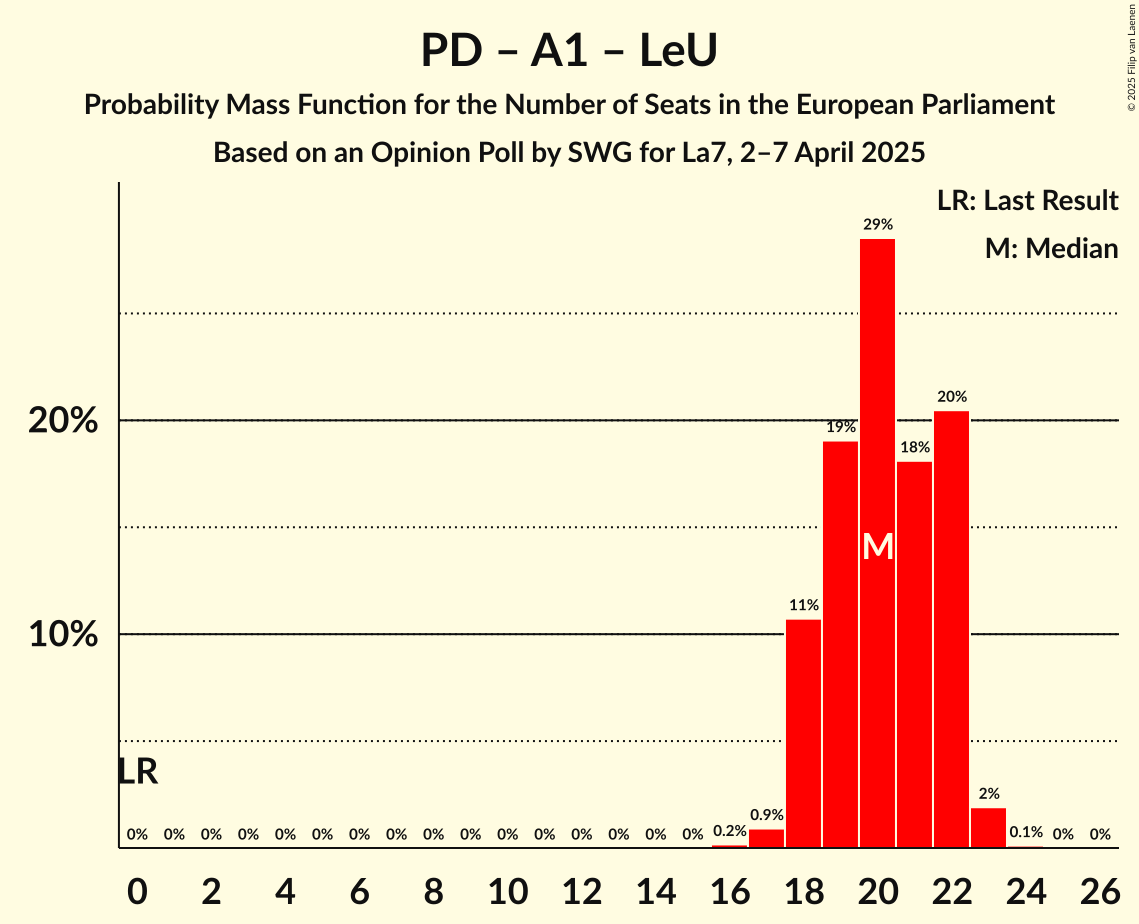 PD – A1 – LeU
Probability Mass Function for the Number of Seats in the European Parliament
Based on an Opinion Poll by SWG for La7, 2–7 April 2025
© 2025 Filip van Laenen
LR: Last Result
M: Median
29%
20%
20%
19%
18%
M
11%
10%
LR
2%
0.9%
0% 0% 0% 0% 0% 0% 0% 0% 0% 0% 0% 0% 0% 0% 0% 0% 0.2% 0.1% 0% 0%
0 2 4 6 8 10 12 14 16 18 20 22 24 26